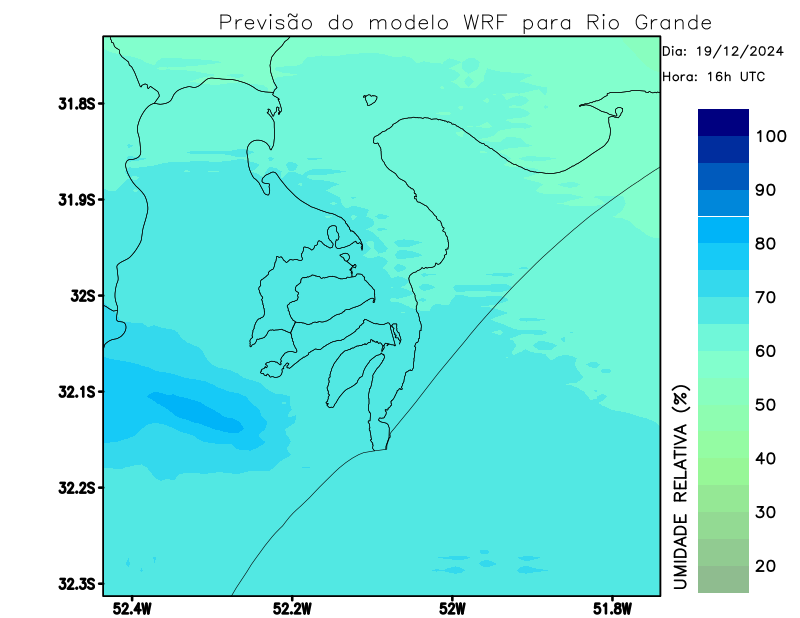 Previsão do modelo WRF para Rio Grande
Dia: 19/12/2024
Hora: 16h UTC
31.8S
31.9S
32S
32.1S
32.2S
32.3S
52.4W
52.2W
52W
51.8W
100
90
80
70
60
50
40
30
20
UMIDADE RELATIVA (%)